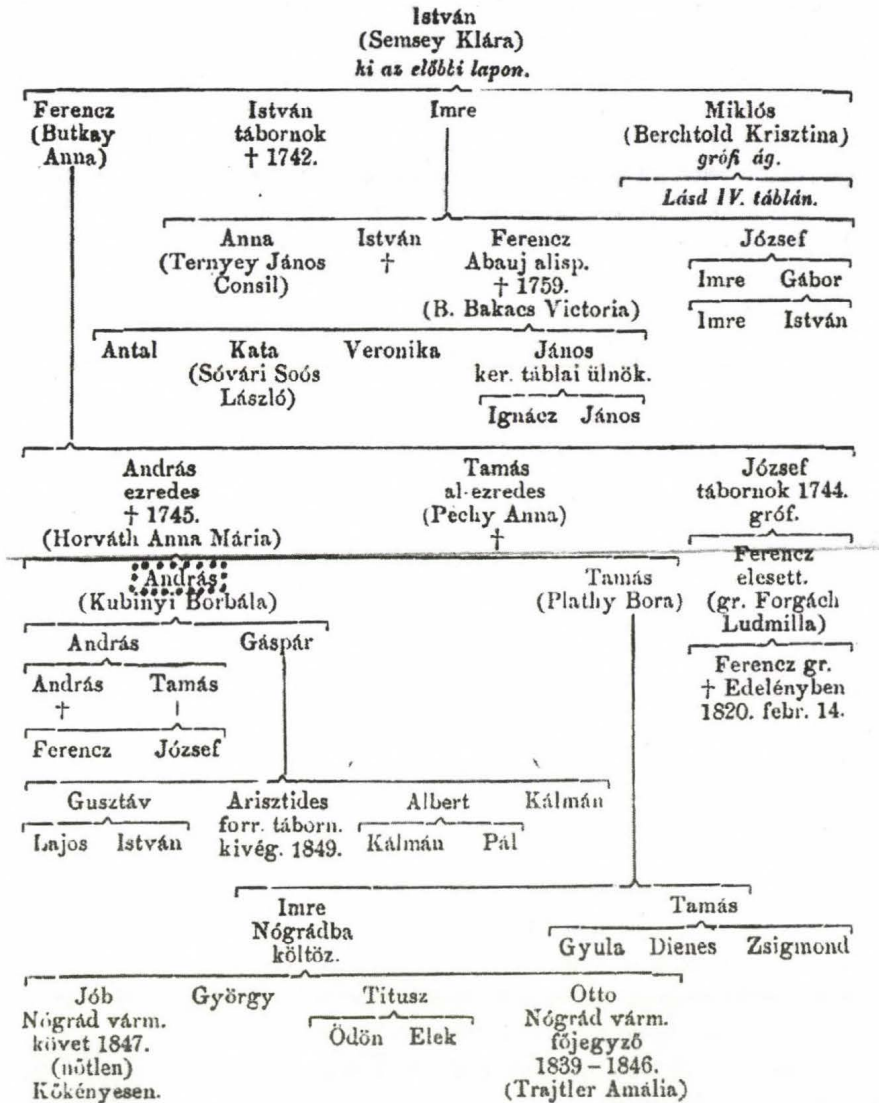 István
(Semsey Klára)
ki az előbbi lapon.
Ferencz István Imre Miklós
(Butkay tábornok (Berchtold Krisztina)
Anna) † 1742. grófi ág.
Lásd IV. táblán.
Anna István Ferencz József
(Ternyey János † Abauj alisp.
Consil) † 1759. Imre Gábor
(B. Bakacs Victoria)
Imre István
Antal Kata Veronika János
(Sóvári Soós ker. táblai ülnök.
László)
Ignácz János
András Tamás József
ezredes al-ezredes tábornok 1744.
† 1745. (Pechy Anna) gróf.
(Horváth Anna Mária) †
Ferencz
András Tamás elesett.
(Kubinyi Borbála) (Plathy Bora) (gr. Forgách
Ludmilla)
András Gáspár
Ferencz gr.
András Tamás † Edelényben
† 1820. febr. 14.
Ferencz József
Gusztáv Arisztides Albert Kálmán
forr. táborn.
Lajos István kivég. 1849. Kálmán Pál
Imre Tamás
Nógrádba
költöz. Gyula Dienes Zsigmond
Jób György Titusz Otto
Nógrád várm. Nógrád várm.
követ 1847. Ödön Elek főjegyző
(nőtlen) 1839–1846.
Kökényesen. (Trajtler Amália)